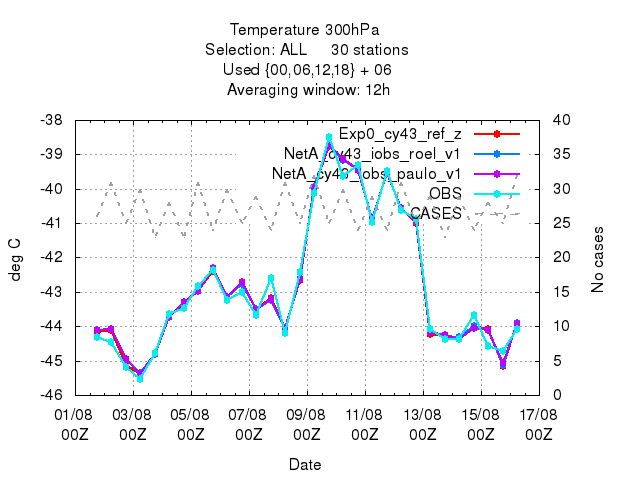 Temperature 300hPa
Selection: ALL 30 stations
Used {00,06,12,18} + 06
Averaging window: 12h
-38 40
Exp0_cy43_ref_z
-39 35
NetA_cy43_iobs_roel_v1
NetA_cy43_iobs_paulo_v1
-40 30
OBS
CASES
-41 25
-42 20
deg C
No cases
-43 15
-44 10
-45 5
-46 0
01/08 03/08 05/08 07/08 09/08 11/08 13/08 15/08 17/08
00Z 00Z 00Z 00Z 00Z 00Z 00Z 00Z 00Z
Date